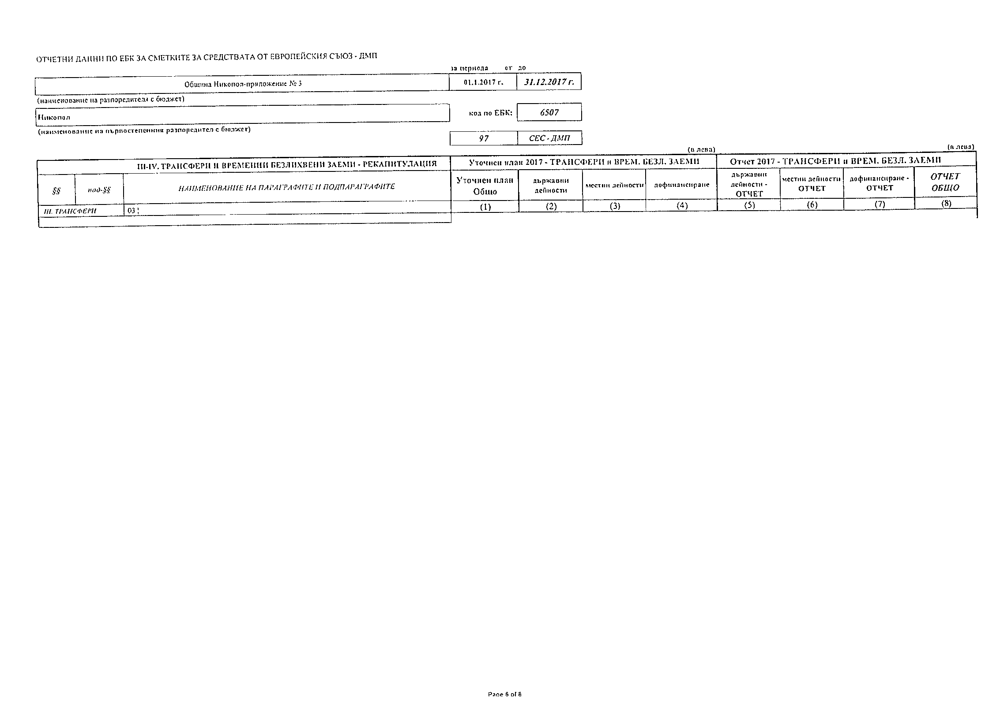 ОТЧЕТНИ ДАННИ ПО ЕБК ЗА СМЕТКИТЕ ЗА СРЕДСТВАТА ОТ ЕВРОПЕЙСКИЯ СЪЮЗ - ДМП
за периода от до
Община Никопол-приложение № 3 01.1.2017 г. 31.12.2017 г.
(наименование на разпоредителя с бюджет)
Никопол код по ЕБК: 6507
(наименование на първостепенния разпоредител с бюджет)
97 СЕС - ДМП
(в лева) (в лева)
III-IV. ТРАНСФЕРИ И ВРЕМЕННИ БЕЗЛИХВЕНИ ЗАЕМИ - РЕКАПИТУЛАЦИЯ Уточнен план 2017 - ТРАНСФЕРИ и ВРЕМ. БЕЗЛ. ЗАЕМИ Отчет 2017 - ТРАНСФЕРИ и ВРЕМ. БЕЗЛ. ЗАЕМИ
§§ под-§§ НАИМЕНОВАНИЕ НА ПАРАГРАФИТЕ И ПОДПАРАГРАФИТЕ
Уточнен план
Общо
държавни
дейности
местни дейности
дофинансиране
държавни
дейности -
ОТЧЕТ
местни дейности
ОТЧЕТ
дофинансиране -
ОТЧЕТ
ОТЧЕТ
ОБЩО
III. ТРАНСФЕРИ 03 (1) (2) (3) (4) (5) (6) (7) (8)
Page 6 of 8